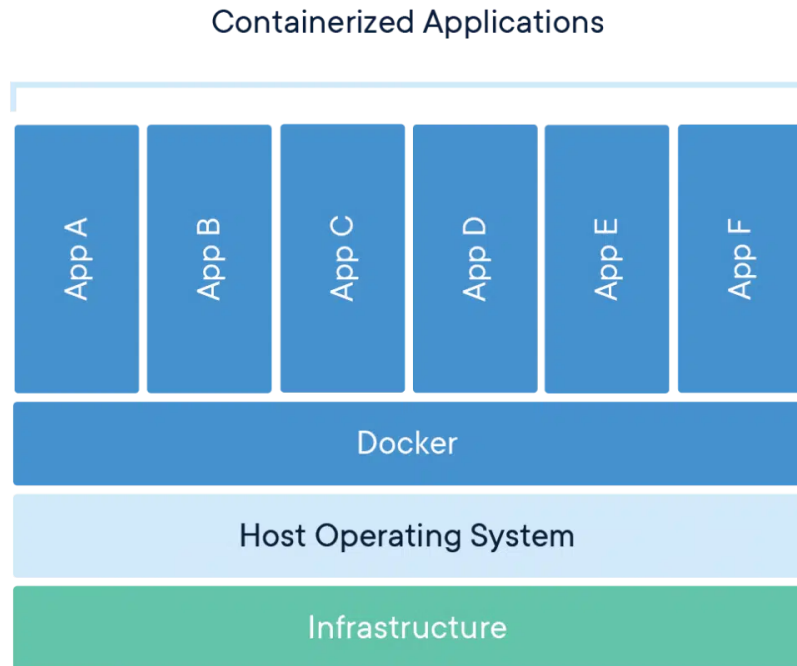 Containerized Applications
App A
App B
App C
App D
App E
App F
Docker
Host Operating System
Infrastructure